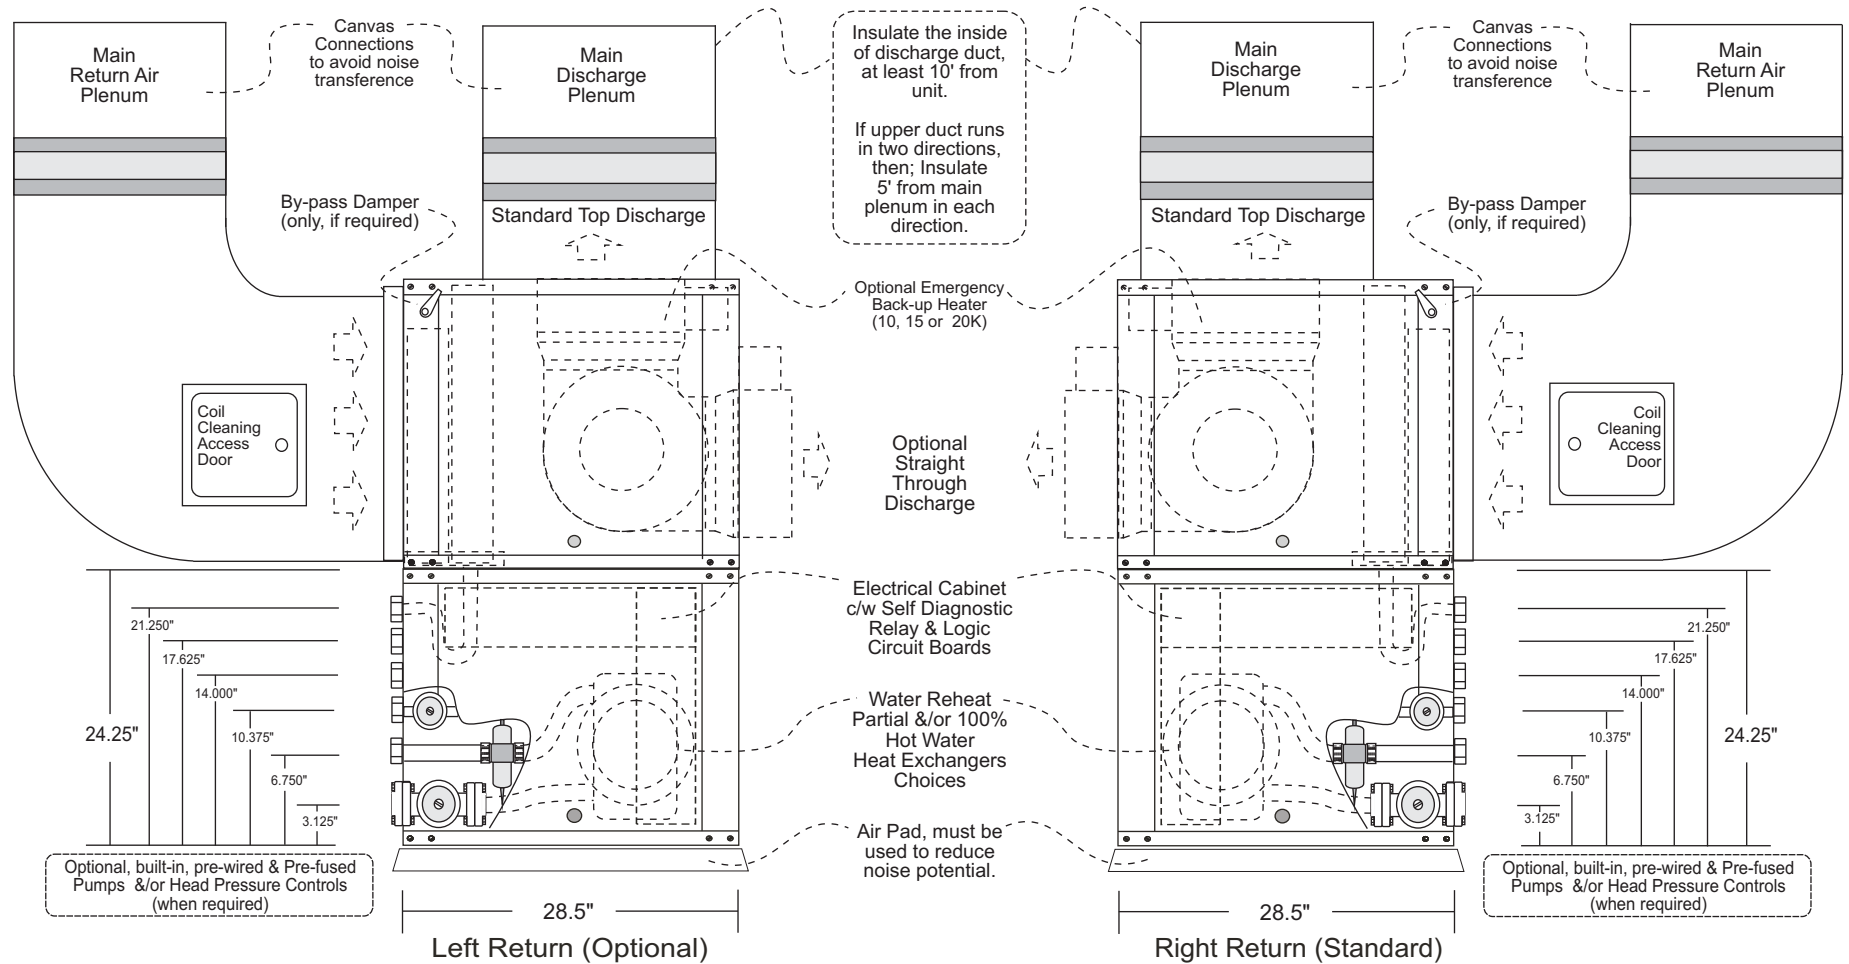 Main
Return Air
Plenum
Canvas
Connections
to avoid noise
transference
Main
Discharge
Plenum
Insulate the inside
of discharge duct,
at least 10' from
unit.
If upper duct runs
in two directions,
then; Insulate
5' from main
plenum in each
direction.
Main
Discharge
Plenum
Canvas
Connections
to avoid noise
transference
Main
Return Air
Plenum
By-pass Damper
(only, if required)
Standard Top Discharge
Standard Top Discharge
By-pass Damper
(only, if required)
Optional Emergency
Back-up Heater
(10, 15 or 20K)
Coil
Cleaning
Access
Door
Optional
Straight
Through
Discharge
Coil
Cleaning
Access
Door
Electrical Cabinet
c/w Self Diagnostic
Relay & Logic
Circuit Boards
Water Reheat
Partial &/or 100%
Hot Water
Heat Exchangers
Choices
Air Pad, must be
used to reduce
noise potential.
21.250"
17.625"
14.000"
24.25"
10.375"
6.750"
3.125"
21.250"
17.625"
14.000"
10.375"
24.25"
6.750"
3.125"
Optional, built-in, pre-wired & Pre-fused
Pumps &/or Head Pressure Controls
(when required)
Optional, built-in, pre-wired & Pre-fused
Pumps &/or Head Pressure Controls
(when required)
28.5"
28.5"
Left Return (Optional)
Right Return (Standard)